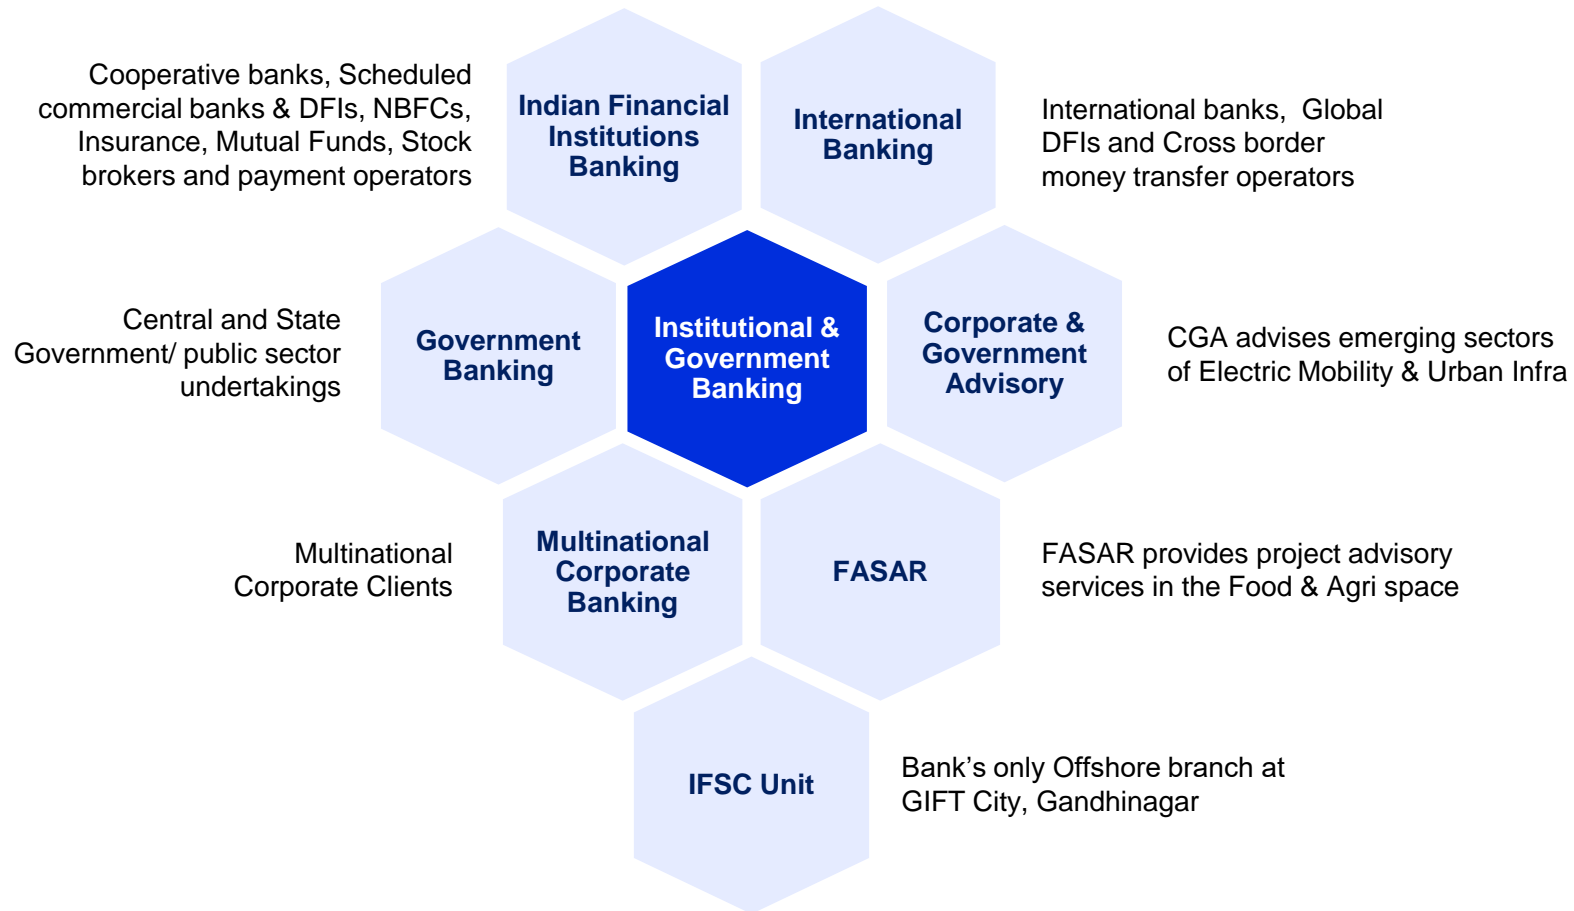 Cooperative banks, Scheduled
commercial banks & DFIs, NBFCs,
Insurance, Mutual Funds, Stock
brokers and payment operators
Indian Financial
Institutions
Banking
International
Banking
International banks, Global
DFIs and Cross border
money transfer operators
Central and State
Government/ public sector
undertakings
Government
Banking
Institutional &
Government
Banking
Corporate &
Government
Advisory
CGA advises emerging sectors
of Electric Mobility & Urban Infra
Multinational
Corporate Clients
Multinational
Corporate
Banking
FASAR
FASAR provides project advisory
services in the Food & Agri space
IFSC Unit
Bank’s only Offshore branch at
GIFT City, Gandhinagar